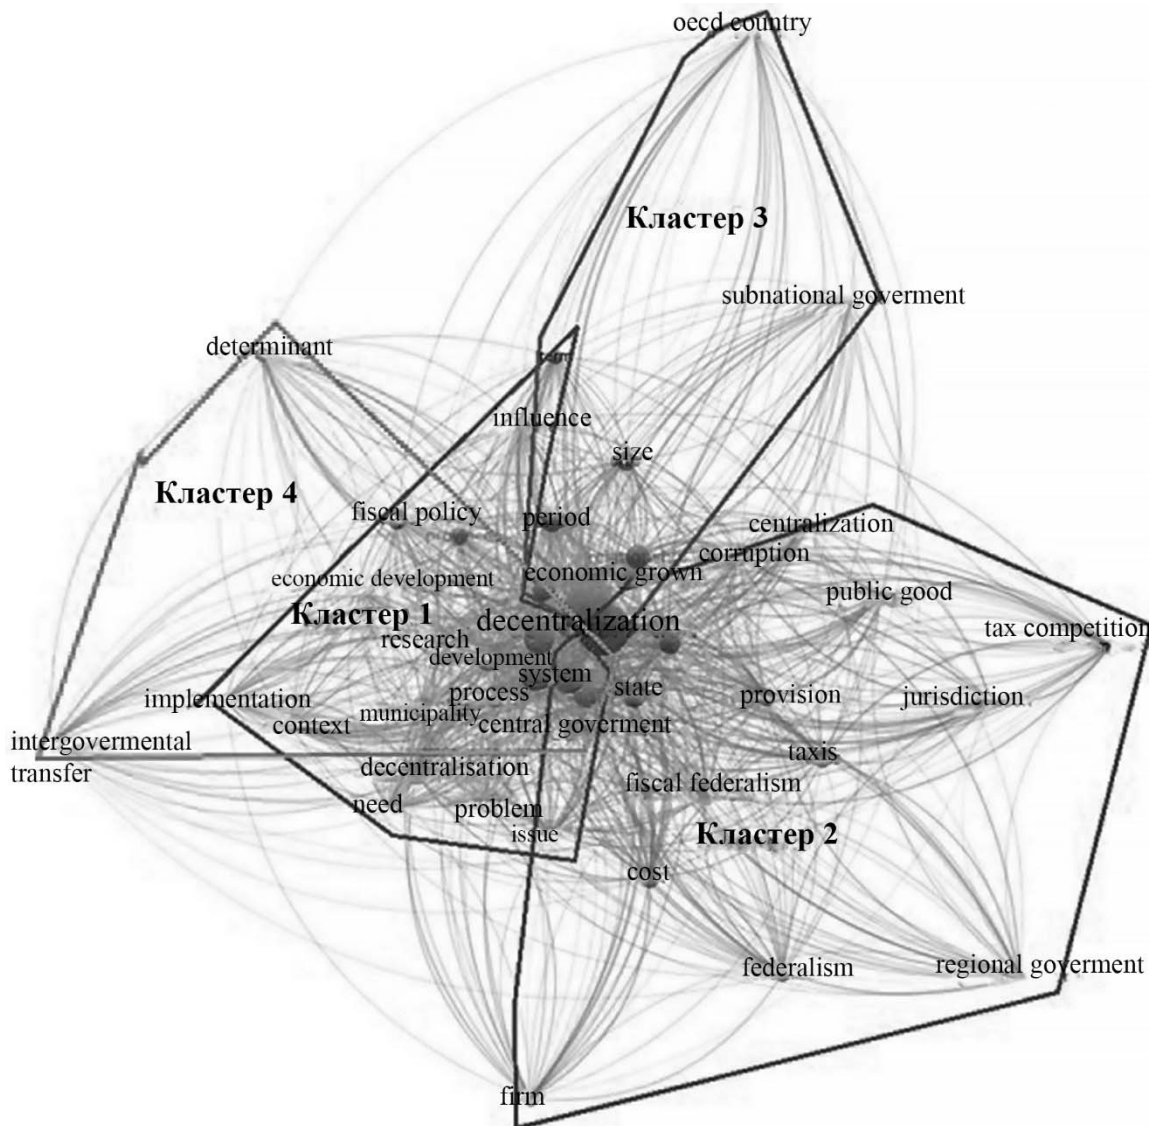 oecd country
Кластер 3
subnational goverment
determinant
term
influence
size
Кластер 4
fiscal policy
period
centralization
corruption
economic grown
economic development
public good
Кластер 1
decentralization
tax competition
research
development
system
process
state
provision
jurisdiction
implementation
municipality
context
central goverment
intergovermental
transfer
taxis
decentralisation
fiscal federalism
need
problem
issue
Кластер 2
cost
federalism
regional goverment
firm